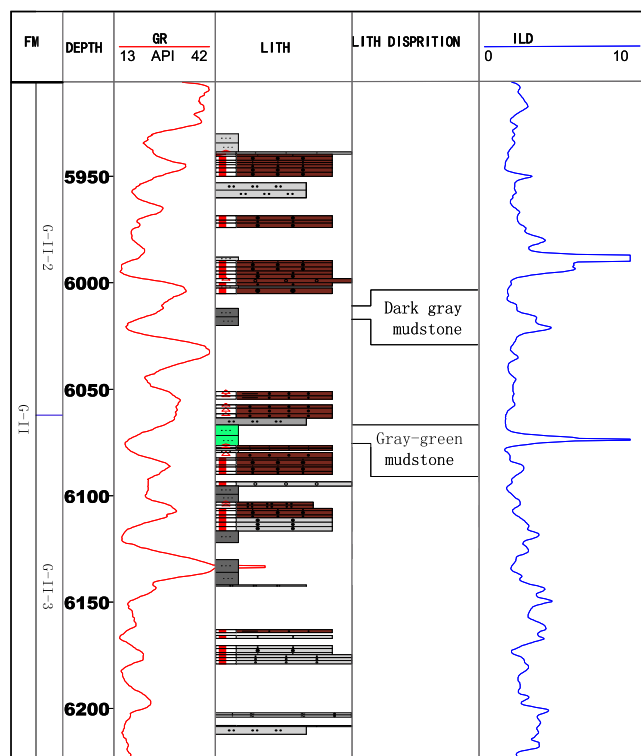 FM
DEPTH
GR
13 API 42
LITH
LITH DISPRITION
ILD
0 10
5950
G-II-2
6000
Dark gray
mudstone
6050
G-II
Gray-green
mudstone
6100
6150
G-II-3
6200